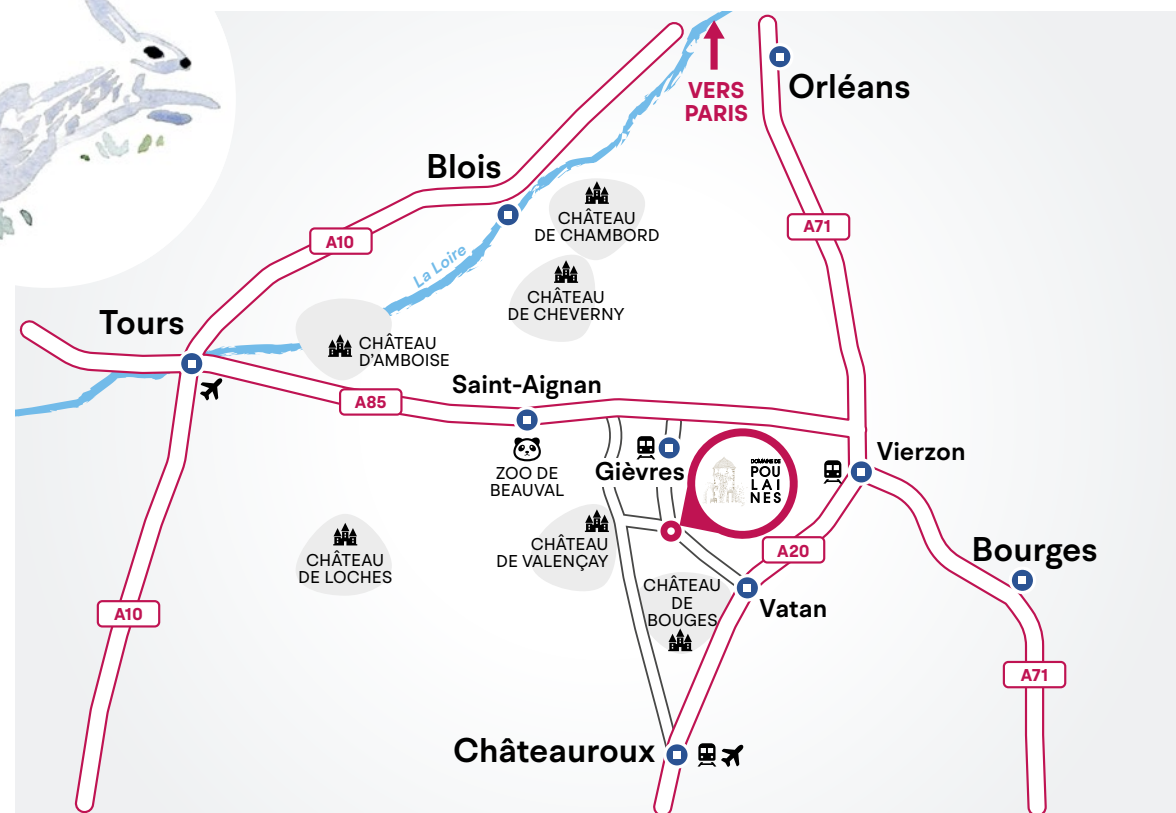 VERS
PARIS
Orléans
Blois
CHÂTEAU
DE CHAMBORD
A71
A10
La Loire
CHÂTEAU
DE CHEVERNY
Tours
CHÂTEAU
D'AMBOISE
Saint-Aignan
A85
ZOO DE
BEAUVAL
Gièvres
DOMAINE DE
POU
LAI
NES
Vierzon
CHÂTEAU
DE VALENÇAY
A20
Bourges
CHÂTEAU
DE LOCHES
CHÂTEAU
DE
BOUGES
Vatan
A10
A71
Châteauroux